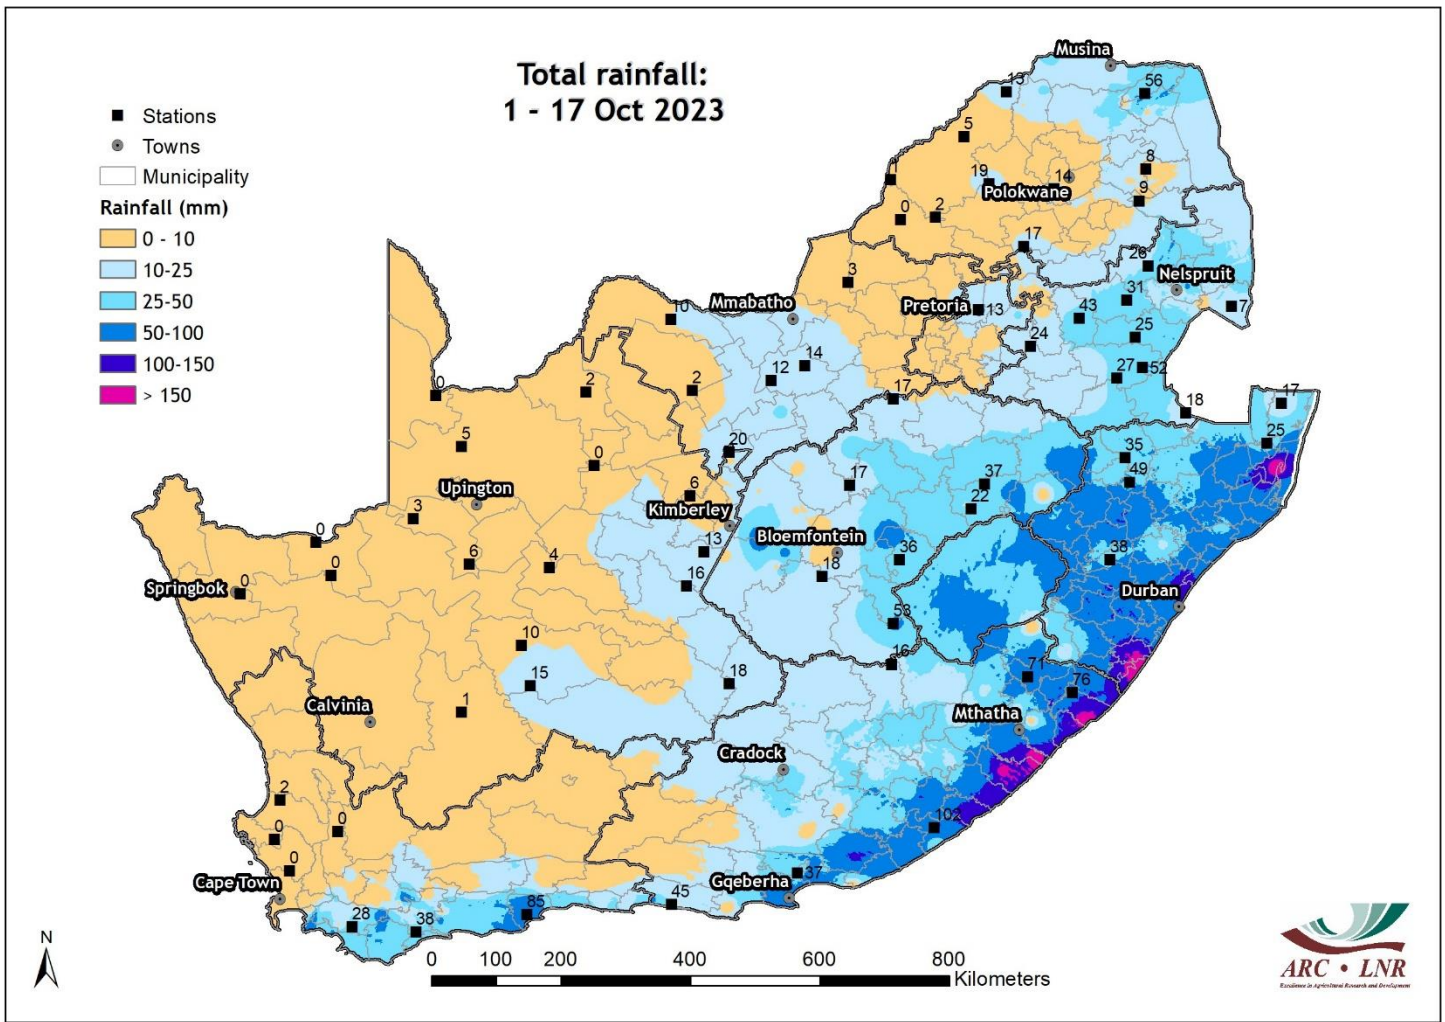 Total rainfall:
1 - 17 Oct 2023
Stations
Towns
Municipality
Rainfall (mm)
0 - 10
10-25
25-50
50-100
100-150
> 150
Musina
13
56
5
8
19
14
Polokwane
9
0
2
17
26
Nelspruit
3
31
7
Mmabatho
10
Pretoria
13
43
24
25
14
12
27
52
0
2
2
17
18
17
5
20
25
0
35
6
17
37
49
Upington
3
Kimberley
22
0
13
Bloemfontein
36
38
6
4
0
16
18
Springbok
0
Durban
53
10
16
15
18
71
76
Calvinia
1
Mthatha
Cradock
2
0
0
102
0
37
Cape Town
Gqeberha
45
85
28
38
N
0 100 200 400 600 800
Kilometers
ARC • LNR
Excellence in Agricultural Research and Development